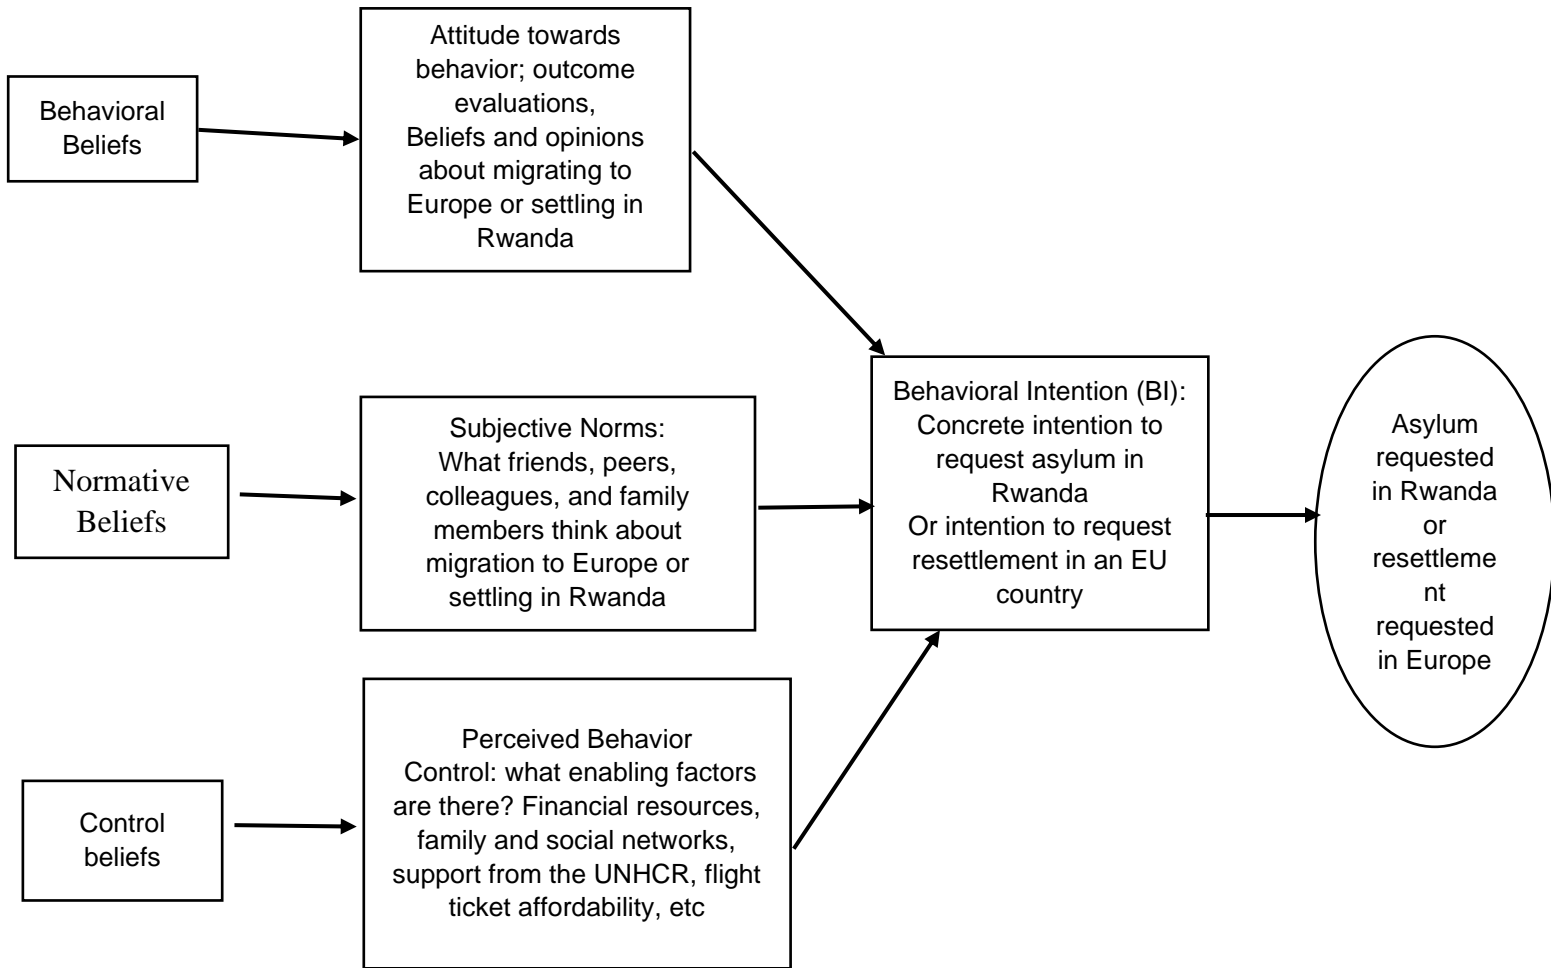 Behavioral
Beliefs
Attitude towards
behavior; outcome
evaluations,
Beliefs and opinions
about migrating to
Europe or settling in
Rwanda
Normative
Beliefs
Subjective Norms:
What friends, peers,
colleagues, and family
members think about
migration to Europe or
settling in Rwanda
Control
beliefs
Perceived Behavior
Control: what enabling factors
are there? Financial resources,
family and social networks,
support from the UNHCR, flight
ticket affordability, etc
Behavioral Intention (BI):
Concrete intention to
request asylum in
Rwanda
Or intention to request
resettlement in an EU
country
Asylum
requested
in Rwanda
or
resettleme
nt
requested
in Europe